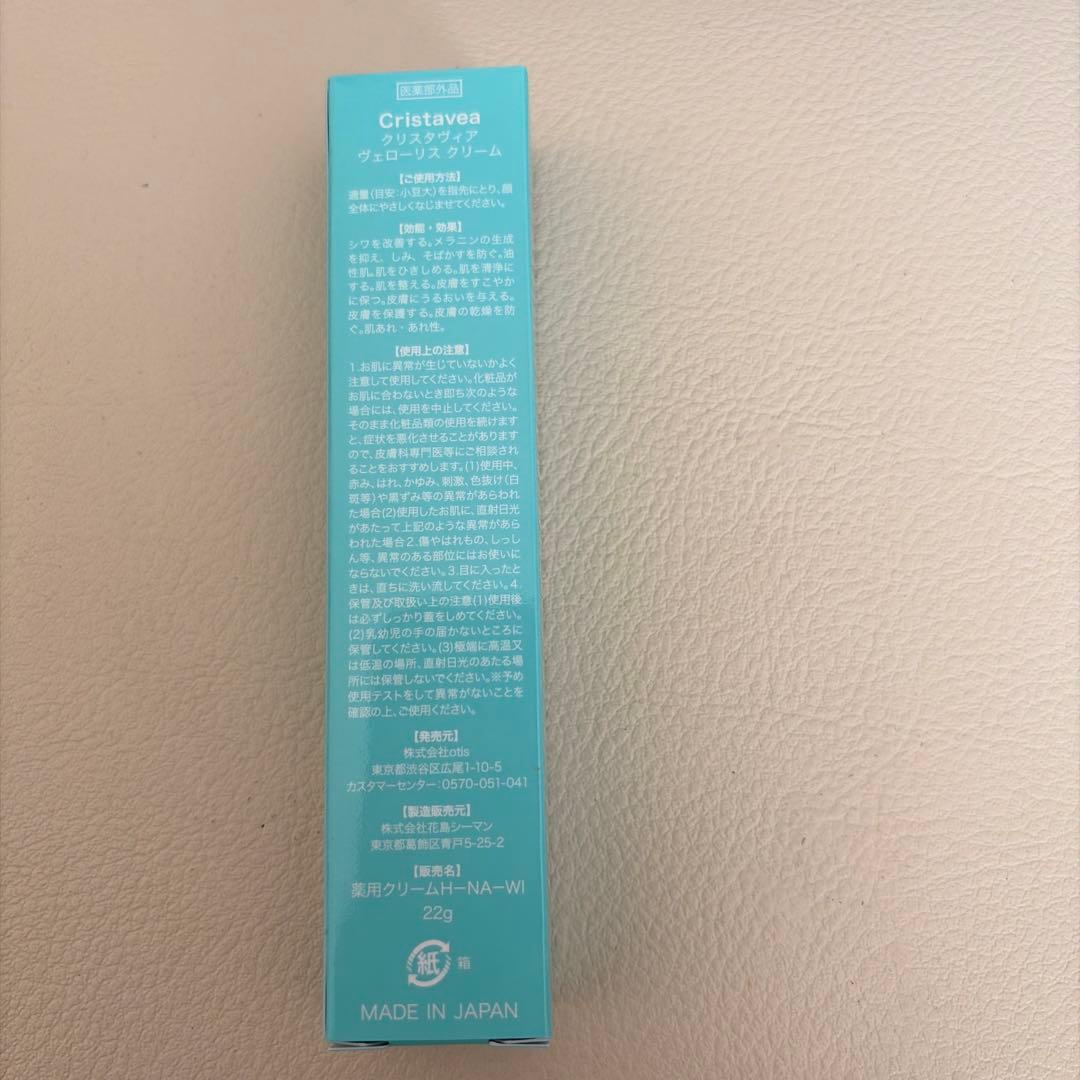 医薬部外品
Cristavea
クリスタヴィア
ヴェローリス クリーム
【ご使用方法】
適量(目安:小豆大)を指先にとり、顔
全体にやさしくなじませてください。
【効能・効果】
シワを改善する。メラニンの生成
を抑え、しみ、そばかすを防ぐ。油
性肌。肌をひきしめる。肌を清浄に
する。肌を整える。皮膚をすこやか
に保つ。皮膚にうるおいを与える。
皮膚を保護する。皮膚の乾燥を防
ぐ。肌あれ・あれ性。
【使用上の注意】
1.お肌に異常が生じていないかよく
注意して使用してください。化粧品が
お肌に合わないとき即ち次のような
場合には、使用を中止してください。
そのまま化粧品類の使用を続けます
と、症状を悪化させることがあります
ので、皮膚科専門医等にご相談され
ることをおすすめします。(1)使用中、
赤み、はれ、かゆみ、刺激、色抜け(白
斑等)や黒ずみ等の異常があらわれ
た場合(2)使用したお肌に、直射日光
があたって上記のような異常があら
われた場合2.傷やはれもの、しっし
ん等、異常のある部位にはお使いに
ならないでください。3.目に入ったと
きは、直ちに洗い流してください。4.
保管及び取扱い上の注意(1)使用後
は必ずしっかり蓋をしめてください。
(2)乳幼児の手の届かないところに
保管してください。(3)極端に高温又
は低温の場所、直射日光のあたる場
所には保管しないでください。※予め
使用テストをして異常がないことを
確認の上、ご使用ください。
【発売元】
株式会社otis
東京都渋谷区広尾1-10-5
カスタマーセンター:0570-051-041
【製造販売元】
株式会社花島シーマン
東京都葛飾区青戸5-25-2
【販売名】
薬用クリームH-NA-WI
22g
紙 箱
MADE IN JAPAN